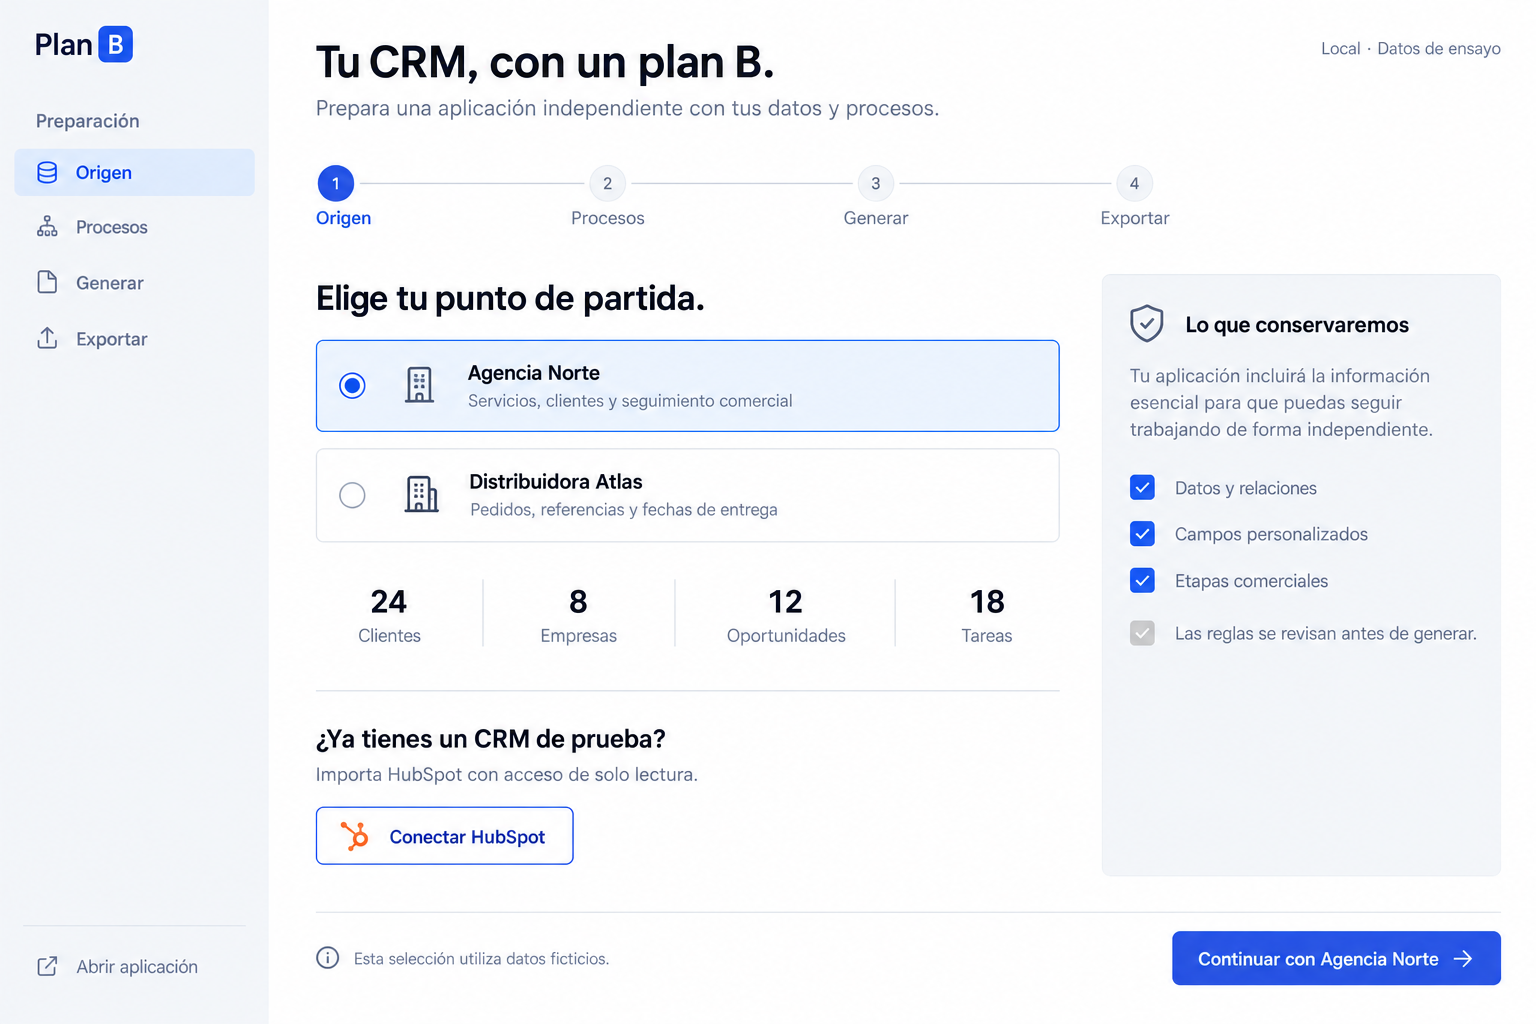 Plan B
Preparación
Origen
Procesos
Generar
Exportar
Abrir aplicación
Tu CRM, con un plan B.
Prepara una aplicación independiente con tus datos y procesos.
Local · Datos de ensayo
1
Origen
2
Procesos
3
Generar
4
Exportar
Elige tu punto de partida.
Agencia Norte
Servicios, clientes y seguimiento comercial
Distribuidora Atlas
Pedidos, referencias y fechas de entrega
24
Clientes
8
Empresas
12
Oportunidades
18
Tareas
¿Ya tienes un CRM de prueba?
Importa HubSpot con acceso de solo lectura.
Conectar HubSpot
Lo que conservaremos
Tu aplicación incluirá la información
esencial para que puedas seguir
trabajando de forma independiente.
Datos y relaciones
Campos personalizados
Etapas comerciales
Las reglas se revisan antes de generar.
Esta selección utiliza datos ficticios.
Continuar con Agencia Norte